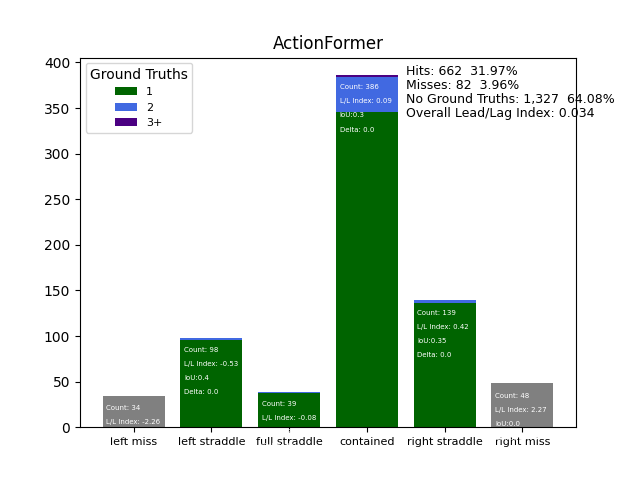 ActionFormer
Ground Truths
1
2
3+
Hits: 662  31.97%
Misses: 82  3.96%
No Ground Truths: 1,327  64.08%
Overall Lead/Lag Index: 0.034
400
350
300
250
200
150
100
50
0
Count: 34
L/L Index: -2.26
Count: 98
L/L Index: -0.53
IoU:0.4
Delta: 0.0
Count: 39
L/L Index: -0.08
Count: 386
L/L Index: 0.09
IoU:0.3
Delta: 0.0
Count: 139
L/L Index: 0.42
IoU:0.35
Delta: 0.0
Count: 48
L/L Index: 2.27
IoU:0.0
left miss
left straddle
full straddle
contained
right straddle
right miss